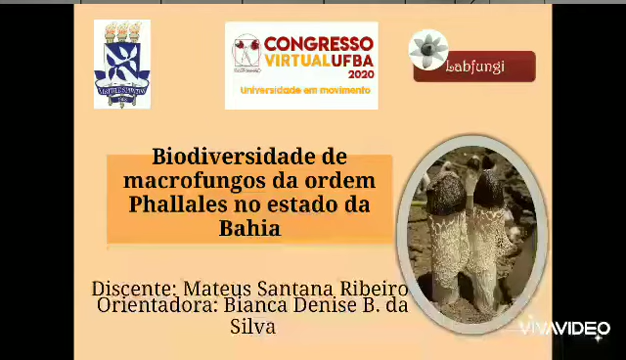 CONGRESSO
VIRTUAL UFBA
2020
Universidade em movimento
Labfungi
Biodiversidade de
macrofungos da ordem
Phallales no estado da
Bahia
Discente: Mateus Santana Ribeiro
Orientadora: Bianca Denise B. da
Silva
VIVAVIDEO